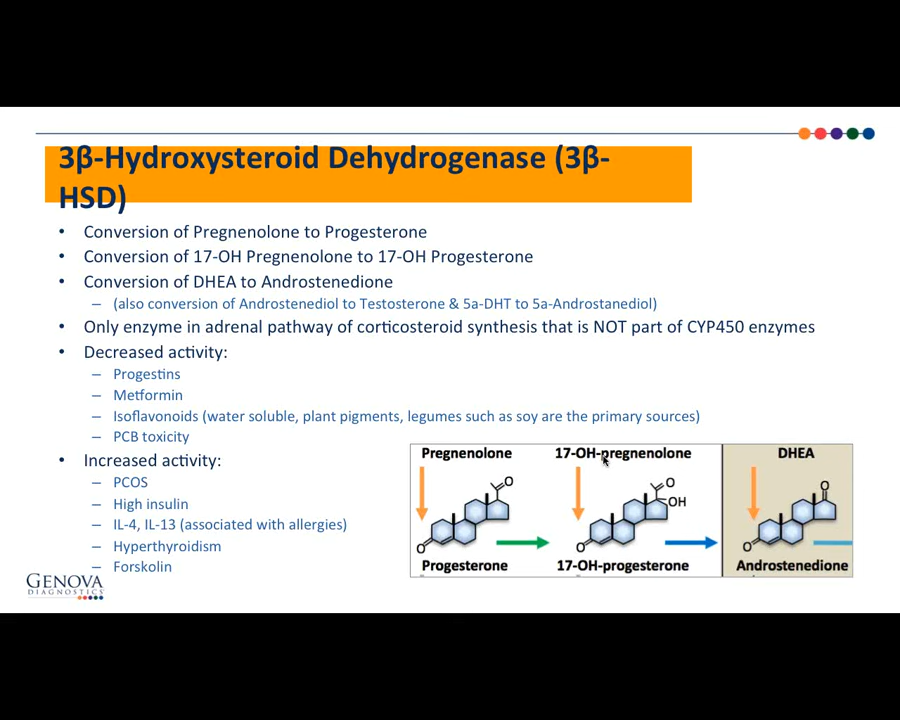 3β-Hydroxysteroid Dehydrogenase (3β-
HSD)
• Conversion of Pregnenolone to Progesterone
• Conversion of 17-OH Pregnenolone to 17-OH Progesterone
• Conversion of DHEA to Androstenedione
– (also conversion of Androstenediol to Testosterone & 5a-DHT to 5a-Androstanediol)
• Only enzyme in adrenal pathway of corticosteroid synthesis that is NOT part of CYP450 enzymes
• Decreased activity:
– Progestins
– Metformin
– Isoflavonoids (water soluble, plant pigments, legumes such as soy are the primary sources)
– PCB toxicity
• Increased activity:
– PCOS
– High insulin
– IL-4, IL-13 (associated with allergies)
– Hyperthyroidism
– Forskolin
Pregnenolone 17-OH-pregnenolone DHEA
O O O
OH
O O O
Progesterone 17-OH-progesterone Androstenedione
GENOVA
DIAGNOSTICS